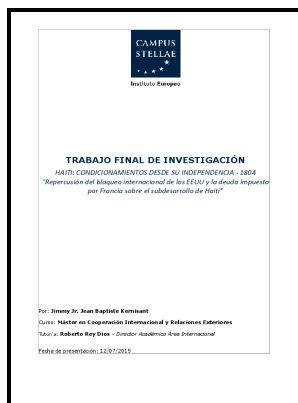 CAMPUS
STELLAE
Instituto Europeo
TRABAJO FINAL DE INVESTIGACIÓN
HAITI: CONDICIONAMIENTOS DESDE SU INDEPENDENCIA - 1804
"Repercusión del bloqueo internacional de los EEUU y la deuda impuesta
por Francia sobre el subdesarrollo de Haití"
Por: Jimmy Jr. Jean Baptiste Kernisant
Curso: Máster en Cooperación Internacional y Relaciones Exteriores
Tutor/a: Roberto Rey Dios – Director Académico Área Internacional
Fecha de presentación: 12/07/2015